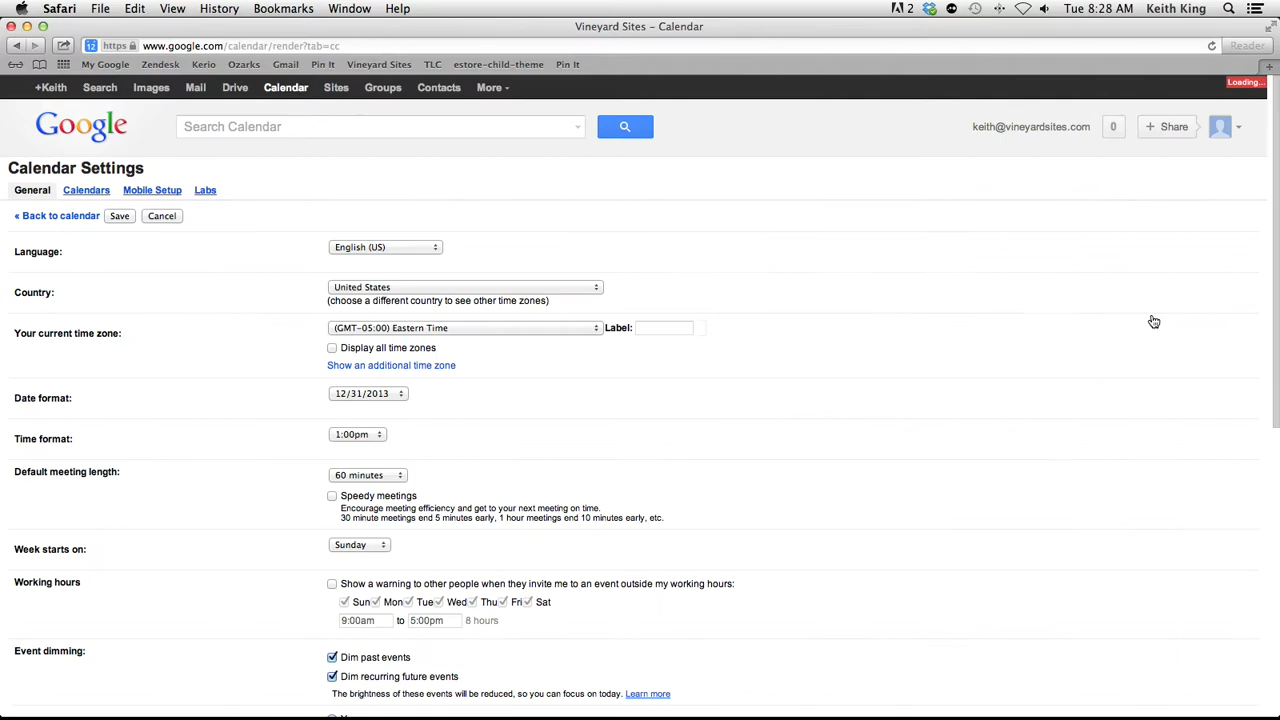 Safari File Edit View History Bookmarks Window Help 2 Tue 8:28 AM Keith King
Vineyard Sites – Calendar
12 https www.google.com/calendar/render?tab=cc Reader
My Google Zendesk Kerio Ozarks Gmail Pin It Vineyard Sites TLC estore-child-theme Pin It
+Keith Search Images Mail Drive Calendar Sites Groups Contacts More Loading...
Google Search Calendar keith@vineyardsites.com 0 + Share
Calendar Settings
General Calendars Mobile Setup Labs
« Back to calendar Save Cancel
Language: English (US)
Country: United States
(choose a different country to see other time zones)
Your current time zone: (GMT-05:00) Eastern Time Label:
Display all time zones
Show an additional time zone
Date format: 12/31/2013
Time format: 1:00pm
Default meeting length: 60 minutes
Speedy meetings
Encourage meeting efficiency and get to your next meeting on time.
30 minute meetings end 5 minutes early, 1 hour meetings end 10 minutes early, etc.
Week starts on: Sunday
Working hours Show a warning to other people when they invite me to an event outside my working hours:
Sun Mon Tue Wed Thu Fri Sat
9:00am to 5:00pm 8 hours
Event dimming: Dim past events
Dim recurring future events
The brightness of these events will be reduced, so you can focus on today. Learn more